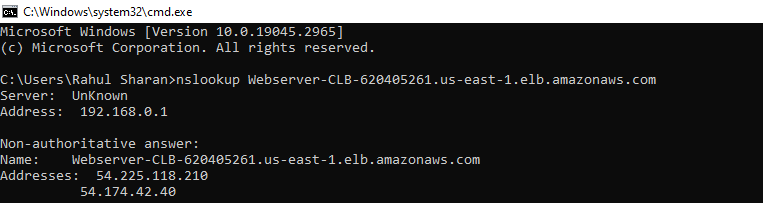 C:\Windows\system32\cmd.exe
Microsoft Windows [Version 10.0.19045.2965]
(c) Microsoft Corporation. All rights reserved.
C:\Users\Rahul Sharan>nslookup Webserver-CLB-620405261.us-east-1.elb.amazonaws.com
Server:  UnKnown
Address:  192.168.0.1
Non-authoritative answer:
Name:    Webserver-CLB-620405261.us-east-1.elb.amazonaws.com
Addresses:  54.225.118.210
54.174.42.40